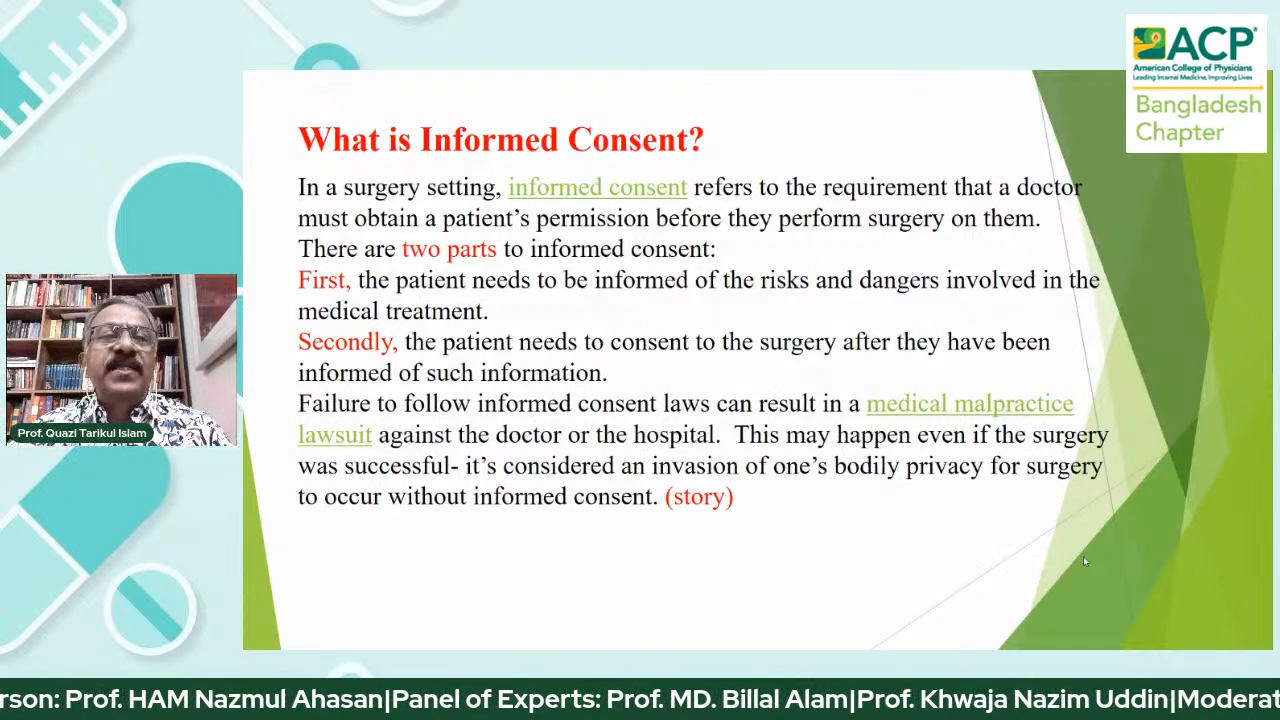 ACP
American College of Physicians
Leading Internal Medicine, Improving Lives
Bangladesh
Chapter
What is Informed Consent?
In a surgery setting, informed consent refers to the requirement that a doctor
must obtain a patient’s permission before they perform surgery on them.
There are two parts to informed consent:
First, the patient needs to be informed of the risks and dangers involved in the
medical treatment.
Secondly, the patient needs to consent to the surgery after they have been
informed of such information.
Failure to follow informed consent laws can result in a medical malpractice
lawsuit against the doctor or the hospital.  This may happen even if the surgery
was successful- it’s considered an invasion of one’s bodily privacy for surgery
to occur without informed consent. (story)
Prof. Quazi Tarikul Islam
rson: Prof. HAM Nazmul Ahasan|Panel of Experts: Prof. MD. Billal Alam|Prof. Khwaja Nazim Uddin|Moderat